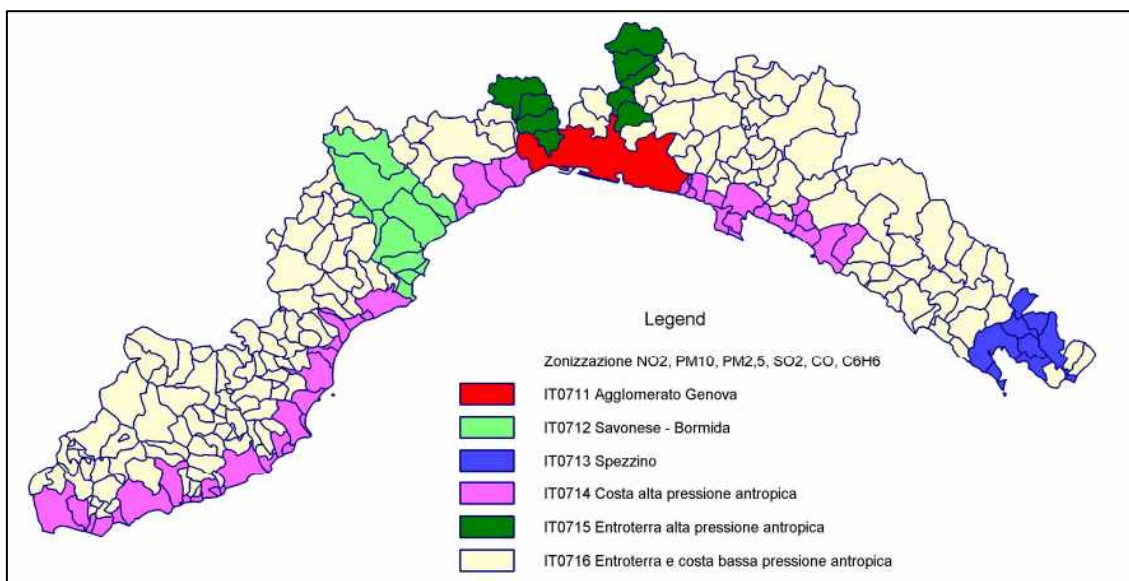 Legend
Zonizzazione NO2, PM10, PM2,5, SO2, CO, C6H6
IT0711 Agglomerato Genova
IT0712 Savonese - Bormida
IT0713 Spezzino
IT0714 Costa alta pressione antropica
IT0715 Entroterra alta pressione antropica
IT0716 Entroterra e costa bassa pressione antropica